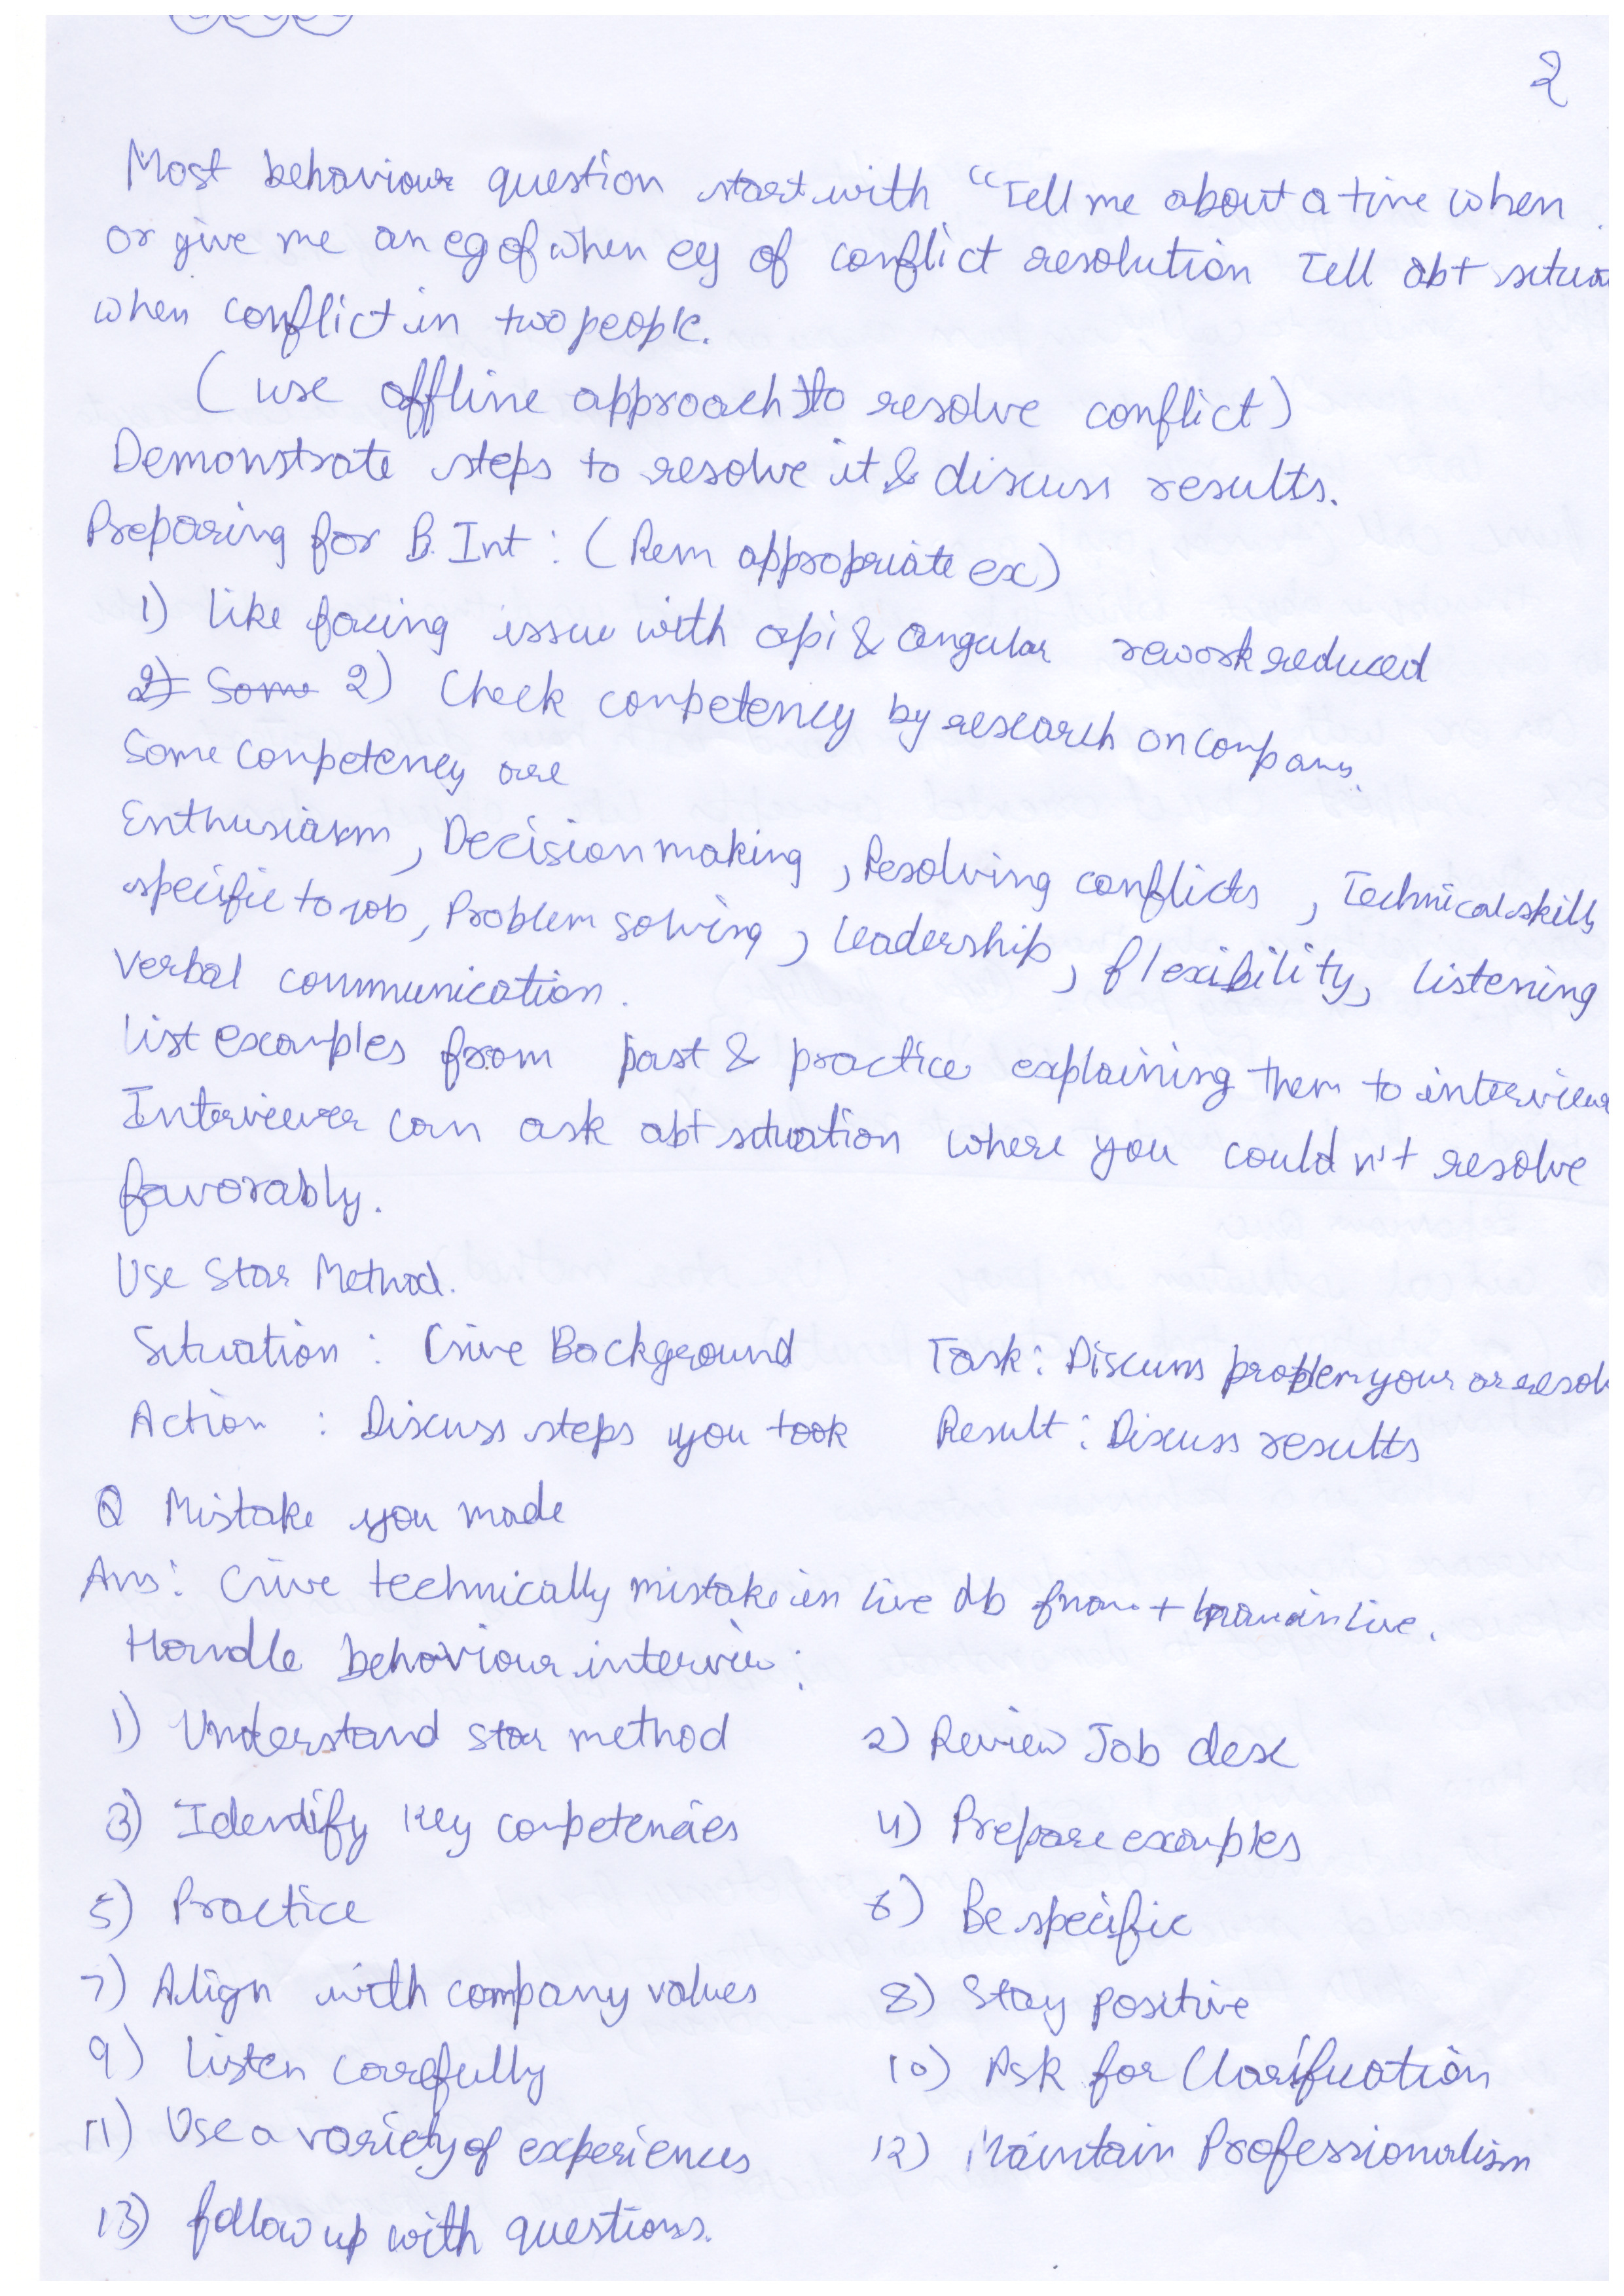 2
Most behaviour question start with "Tell me about a time when
or give me an eg of when eg of conflict resolution Tell abt situa
when conflict in two people.
( use offline approach to resolve conflict)
Demonstrate steps to resolve it & discuss results.
Preparing for B. Int : ( Rem appropriate ex)
1) like facing issue with api & angular rework reduced
2) Some 2) Check competency by research on company.
Some competency are
Enthusiasm, Decision making, Resolving conflicts, Technical skills
specific to job, Problem solving, leadership, flexibility, listening
Verbal communication.
list examples from past & practice explaining them to interview
Interviewer can ask abt situation where you couldn't resolve
favorably.
Use Star Method.
Situation : Give Background Task : Discuss problem your or resol
Action : Discuss steps you took Result : Discuss results
Q Mistake you made
Ans: Give technically mistake in live db + live.
Handle behaviour interview :
1) Understand star method 2) Review Job desc
3) Identify key competencies 4) Prepare examples
5) Practice 6) Be specific
7) Align with company values 8) Stay positive
9) Listen carefully 10) Ask for Clarification
11) Use a variety of experiences 12) Maintain Professionalism
13) follow up with questions.